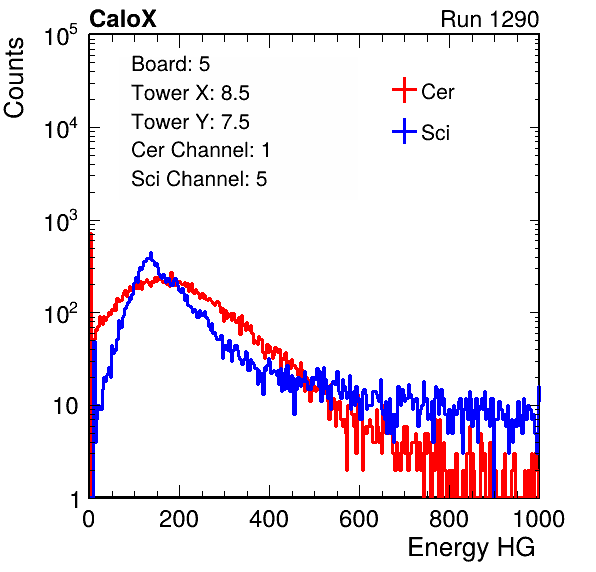 CaloX Run 1290
Counts
10^5
10^4
10^3
10^2
10
1
Board: 5
Tower X: 8.5
Tower Y: 7.5
Cer Channel: 1
Sci Channel: 5
Cer
Sci
0 200 400 600 800 1000
Energy HG